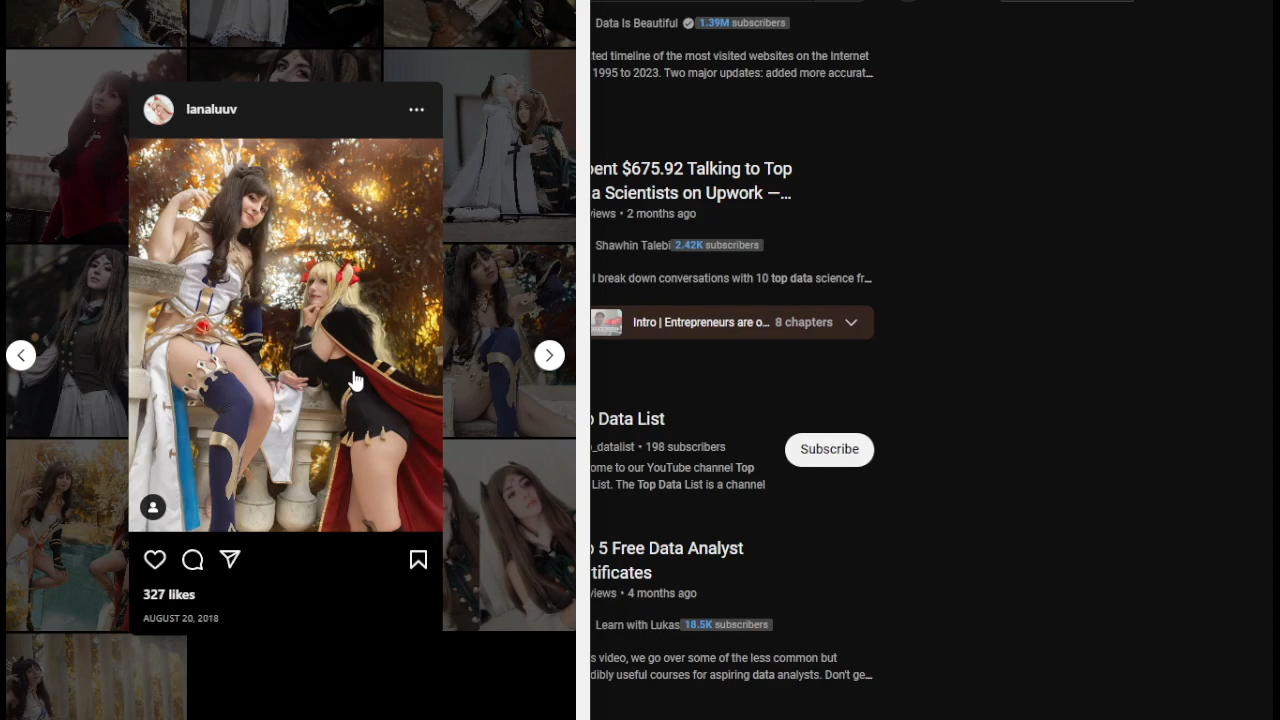 lanaluuv
327 likes
AUGUST 20, 2018
Data Is Beautiful 1.39M subscribers
ted timeline of the most visited websites on the Internet
1995 to 2023. Two major updates: added more accurat...
ent $675.92 Talking to Top
a Scientists on Upwork —...
views • 2 months ago
Shawhin Talebi 2.42K subscribers
I break down conversations with 10 top data science fr...
Intro | Entrepreneurs are o... 8 chapters
Data List
_datalist • 198 subscribers
Subscribe
ome to our YouTube channel Top
List. The Top Data List is a channel
5 Free Data Analyst
tificates
views • 4 months ago
Learn with Lukas 18.5K subscribers
s video, we go over some of the less common but
dibly useful courses for aspiring data analysts. Don't ge...